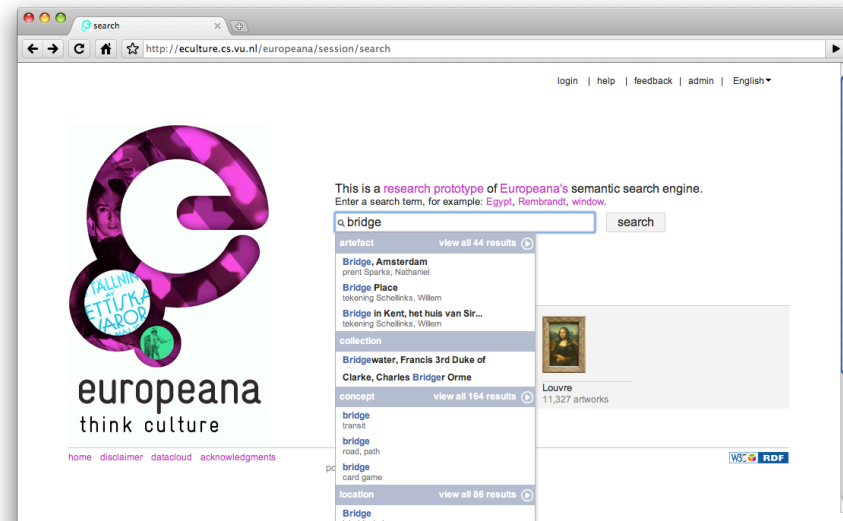 search
http://eculture.cs.vu.nl/europeana/session/search
login | help | feedback | admin | English
This is a research prototype of Europeana's semantic search engine.
Enter a search term, for example: Egypt, Rembrandt, window.
bridge
search
artefact view all 44 results
Bridge, Amsterdam
prent Sparks, Nathaniel
Bridge Place
tekening Schellinks, Willem
Bridge in Kent, het huis van Sir...
tekening Schellinks, Willem
collection
Bridgewater, Francis 3rd Duke of
Clarke, Charles Bridger Orme
concept view all 164 results
bridge
transit
bridge
road, path
bridge
card game
location view all 86 results
Bridge
Louvre
11,327 artworks
TÄLLNIN
AV
ETTISKA
VAROR
europeana
think culture
home disclaimer datacloud acknowledgments
W3C RDF